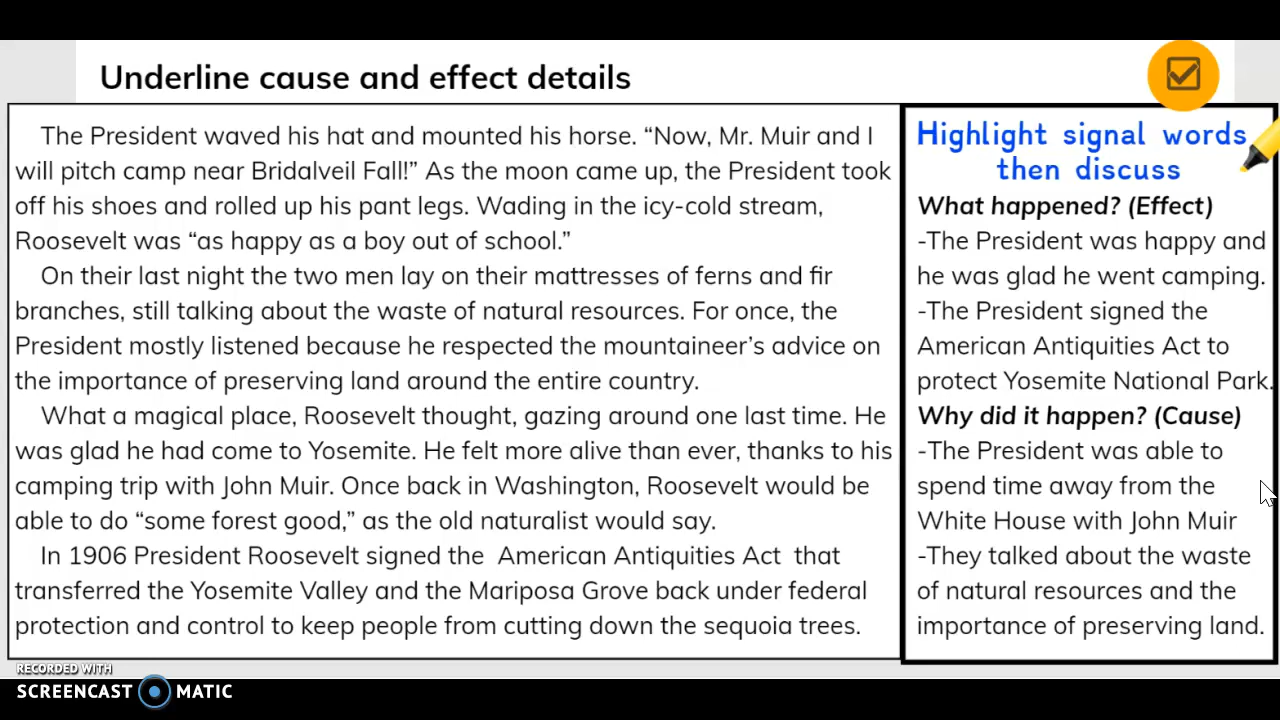 Underline cause and effect details
The President waved his hat and mounted his horse. “Now, Mr. Muir and I
will pitch camp near Bridalveil Fall!” As the moon came up, the President took
off his shoes and rolled up his pant legs. Wading in the icy-cold stream,
Roosevelt was “as happy as a boy out of school.”
On their last night the two men lay on their mattresses of ferns and fir
branches, still talking about the waste of natural resources. For once, the
President mostly listened because he respected the mountaineer’s advice on
the importance of preserving land around the entire country.
What a magical place, Roosevelt thought, gazing around one last time. He
was glad he had come to Yosemite. He felt more alive than ever, thanks to his
camping trip with John Muir. Once back in Washington, Roosevelt would be
able to do “some forest good,” as the old naturalist would say.
In 1906 President Roosevelt signed the American Antiquities Act that
transferred the Yosemite Valley and the Mariposa Grove back under federal
protection and control to keep people from cutting down the sequoia trees.
Highlight signal words
then discuss
What happened? (Effect)
-The President was happy and
he was glad he went camping.
-The President signed the
American Antiquities Act to
protect Yosemite National Park.
Why did it happen? (Cause)
-The President was able to
spend time away from the
White House with John Muir
-They talked about the waste
of natural resources and the
importance of preserving land.
RECORDED WITH
SCREENCAST MATIC